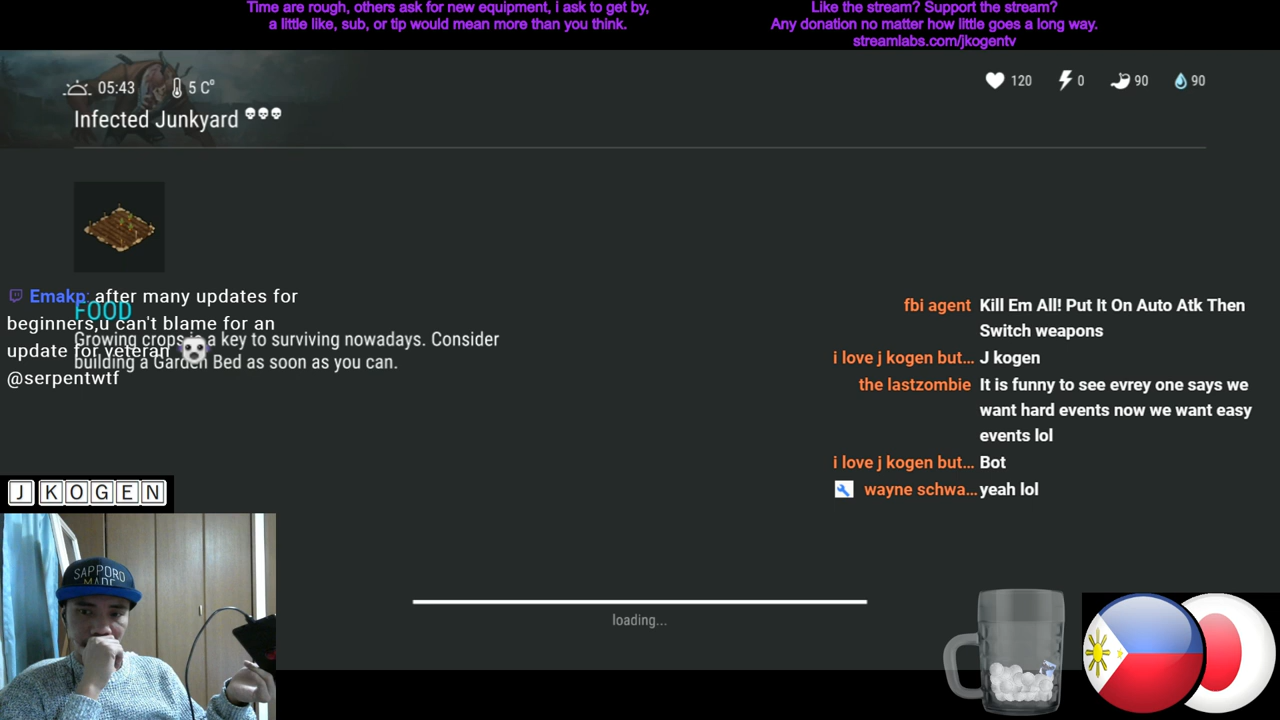 Time are rough, others ask for new equipment, i ask to get by,
a little like, sub, or tip would mean more than you think.
Like the stream? Support the stream?
Any donation no matter how little goes a long way.
streamlabs.com/jkogentv
05:43
5 C°
120
0
90
90
Infected Junkyard
Emakp: after many updates for
beginners,u can't blame for an
update for veteran
@serpentwtf
FOOD
Growing crops is a key to surviving nowadays. Consider
building a Garden Bed as soon as you can.
fbi agent Kill Em All! Put It On Auto Atk Then
Switch weapons
i love j kogen but... J kogen
the lastzombie It is funny to see evrey one says we
want hard events now we want easy
events lol
i love j kogen but... Bot
wayne schwa... yeah lol
J KOGEN
SAPPORO
MADE
loading...